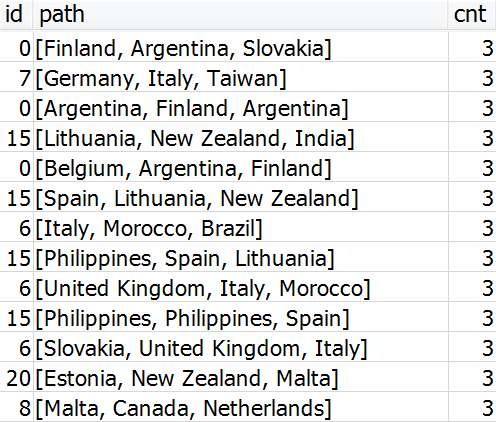 id path cnt
0 [Finland, Argentina, Slovakia] 3
7 [Germany, Italy, Taiwan] 3
0 [Argentina, Finland, Argentina] 3
15 [Lithuania, New Zealand, India] 3
0 [Belgium, Argentina, Finland] 3
15 [Spain, Lithuania, New Zealand] 3
6 [Italy, Morocco, Brazil] 3
15 [Philippines, Spain, Lithuania] 3
6 [United Kingdom, Italy, Morocco] 3
15 [Philippines, Philippines, Spain] 3
6 [Slovakia, United Kingdom, Italy] 3
20 [Estonia, New Zealand, Malta] 3
8 [Malta, Canada, Netherlands] 3